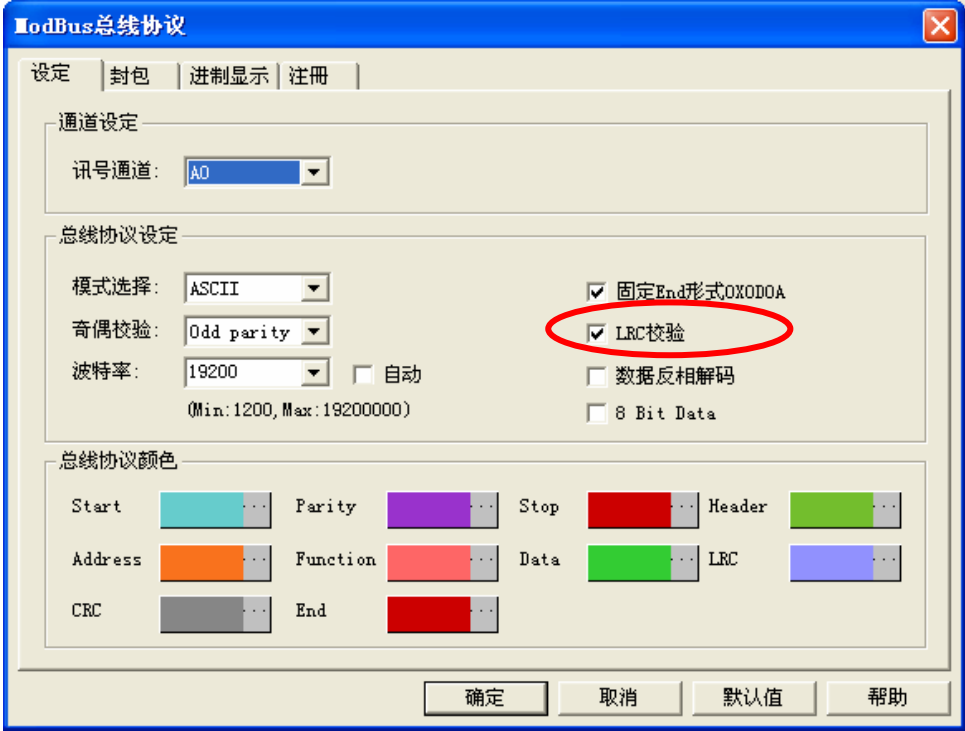 ModBus总线协议
设定 封包 进制显示 注冊
通道设定
讯号通道: A0
总线协议设定
模式选择: ASCII 固定End形式0X0D0A
奇偶校验: Odd parity LRC校验
波特率: 19200 自动 数据反相解码
(Min:1200,Max:19200000) 8 Bit Data
总线协议颜色
Start ... Parity ... Stop ... Header ...
Address ... Function ... Data ... LRC ...
CRC ... End ...
确定 取消 默认值 帮助